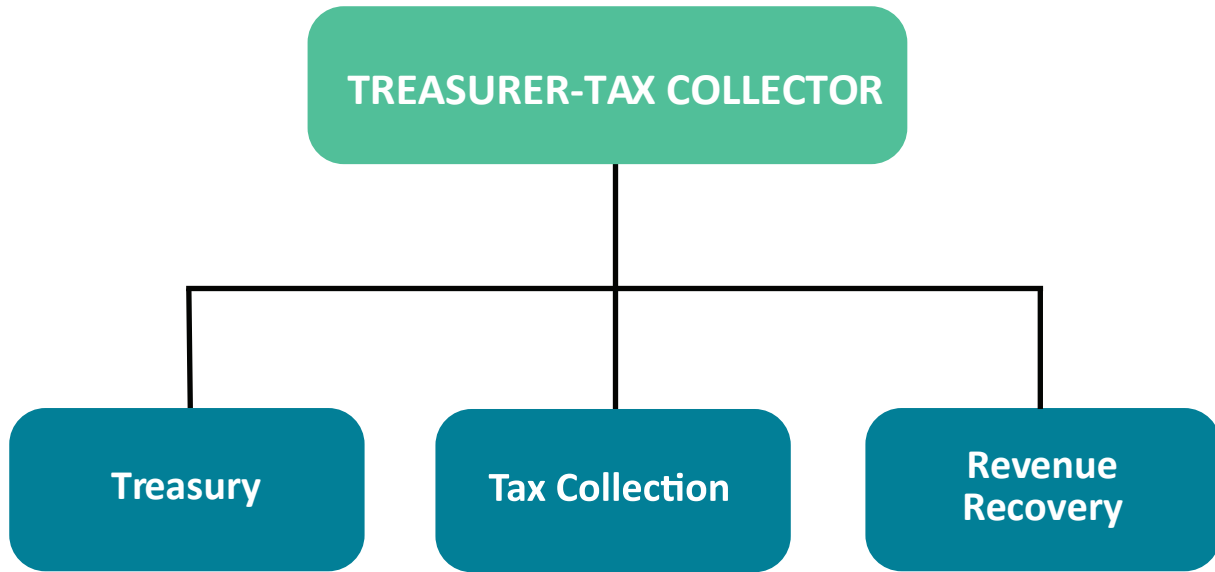 TREASURER-TAX COLLECTOR
Treasury
Tax Collection
Revenue
Recovery